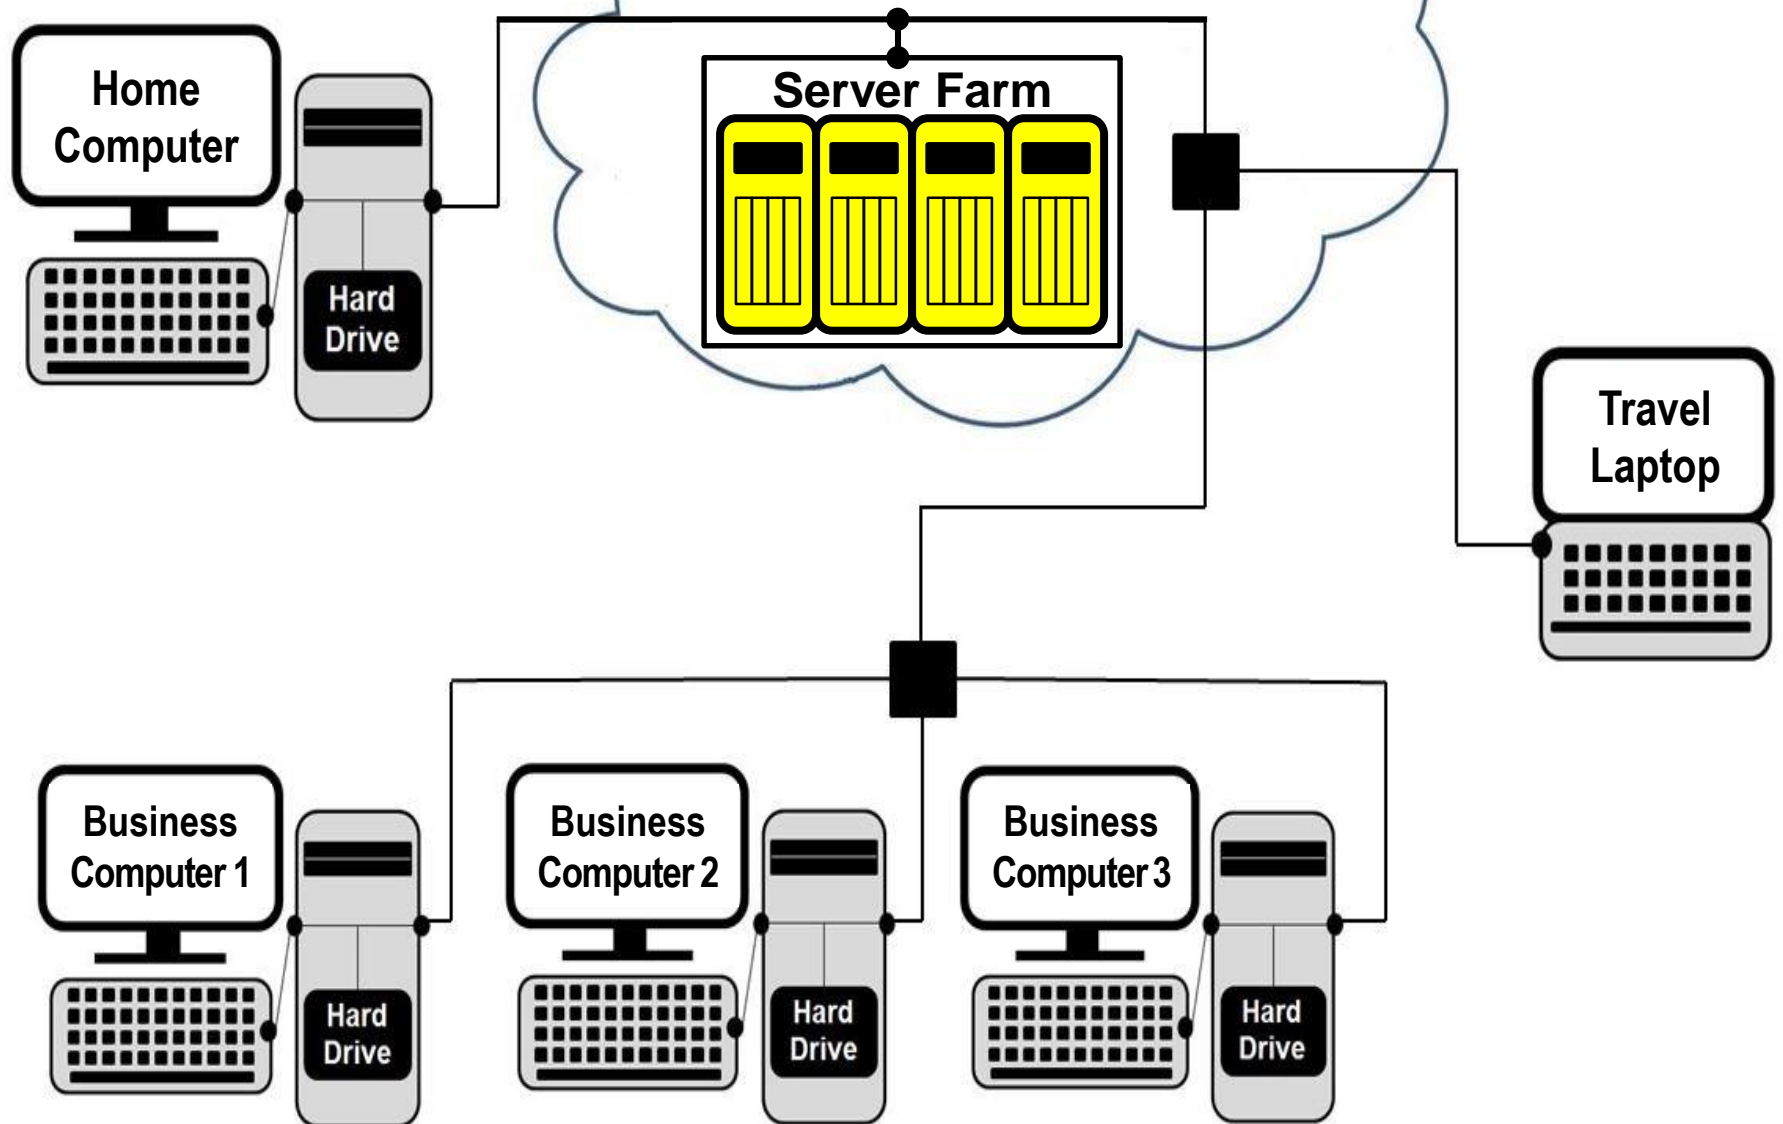 Home
Computer
Hard
Drive
Server Farm
Travel
Laptop
Business
Computer 1
Hard
Drive
Business
Computer 2
Hard
Drive
Business
Computer 3
Hard
Drive